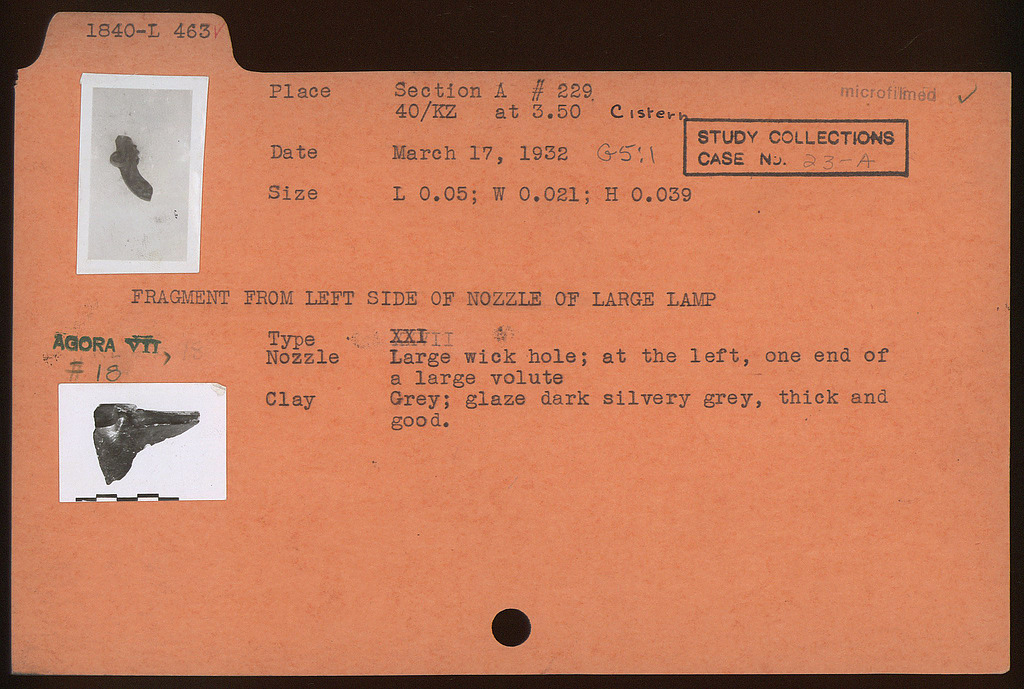 1840-L 463
Place Section A # 229
microfilmed ✓
40/KZ at 3.50 Cistern
STUDY COLLECTIONS
CASE No. 23-A
Date March 17, 1932 G5:1
Size L 0.05; W 0.021; H 0.039
FRAGMENT FROM LEFT SIDE OF NOZZLE OF LARGE LAMP
AGORA VII,
# 18
Type XXI
Nozzle Large wick hole; at the left, one end of
a large volute
Clay Grey; glaze dark silvery grey, thick and
good.